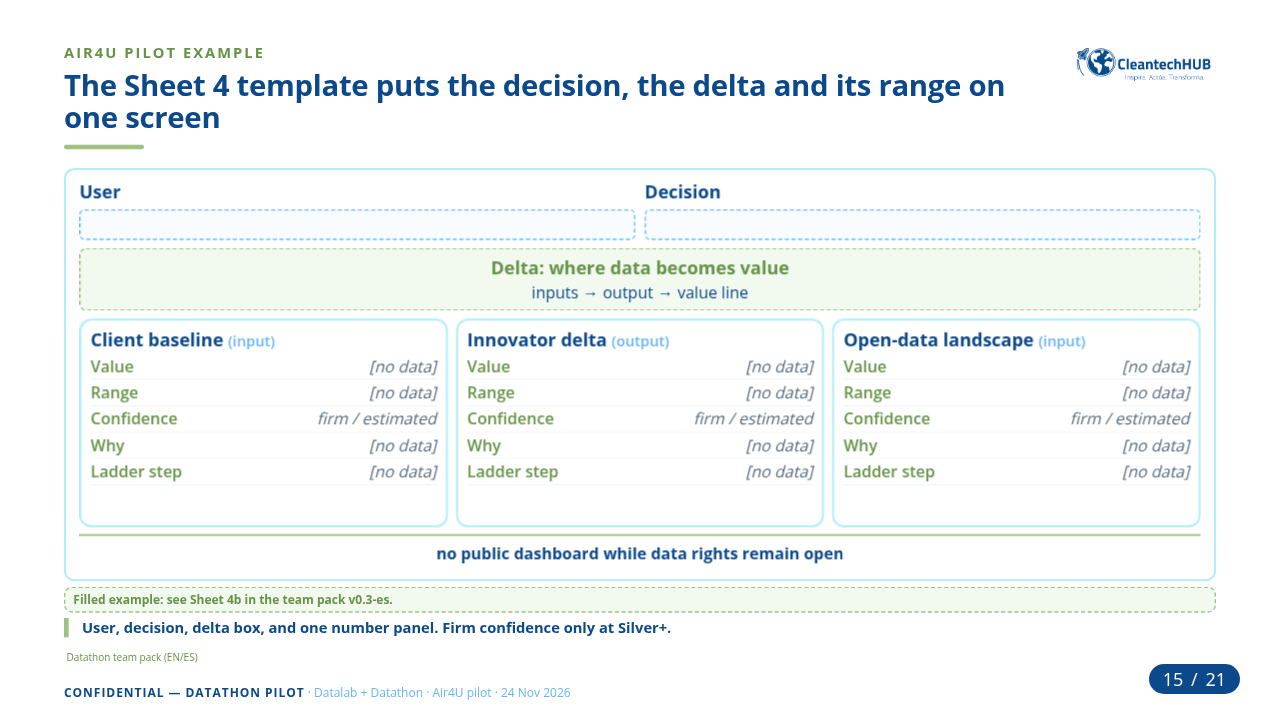 AIR4U PILOT EXAMPLE
CleantechHUB
Inspira. Actúa. Transforma.
The Sheet 4 template puts the decision, the delta and its range on
one screen
User
Decision
Delta: where data becomes value
inputs → output → value line
Client baseline (input)
Value [no data]
Range [no data]
Confidence firm / estimated
Why [no data]
Ladder step [no data]
Innovator delta (output)
Value [no data]
Range [no data]
Confidence firm / estimated
Why [no data]
Ladder step [no data]
Open-data landscape (input)
Value [no data]
Range [no data]
Confidence firm / estimated
Why [no data]
Ladder step [no data]
no public dashboard while data rights remain open
Filled example: see Sheet 4b in the team pack v0.3-es.
User, decision, delta box, and one number panel. Firm confidence only at Silver+.
Datathon team pack (EN/ES)
CONFIDENTIAL — DATATHON PILOT · Datalab + Datathon · Air4U pilot · 24 Nov 2026
15 / 21